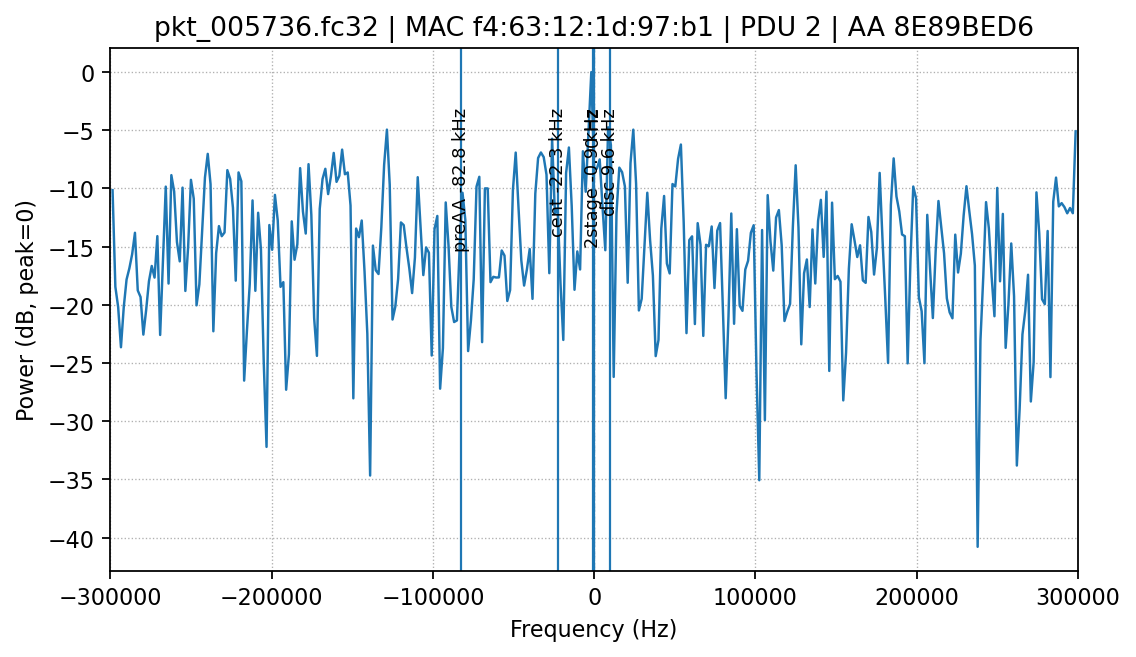 pkt_005736.fc32 | MAC f4:63:12:1d:97:b1 | PDU 2 | AA 8E89BED6
Power (dB, peak=0)
0
−5
−10
−15
−20
−25
−30
−35
−40
preAA -82.8 kHz
cent -22.3 kHz
2stage
disc 9.6 kHz
−300000
−200000
−100000
0
100000
200000
300000
Frequency (Hz)